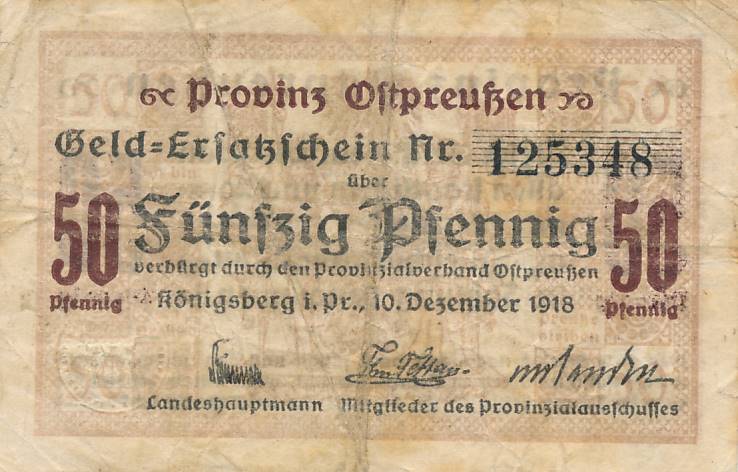 Provinz Ostpreußen
Geld=Ersatzschein Nr. 125348
über
50 Fünfzig Pfennig 50
verbürgt durch den Provinzialverband Ostpreußen
Pfennig Königsberg i. Pr., 10. Dezember 1918 Pfennig
Landeshauptmann Mitglieder des Provinzialausschusses